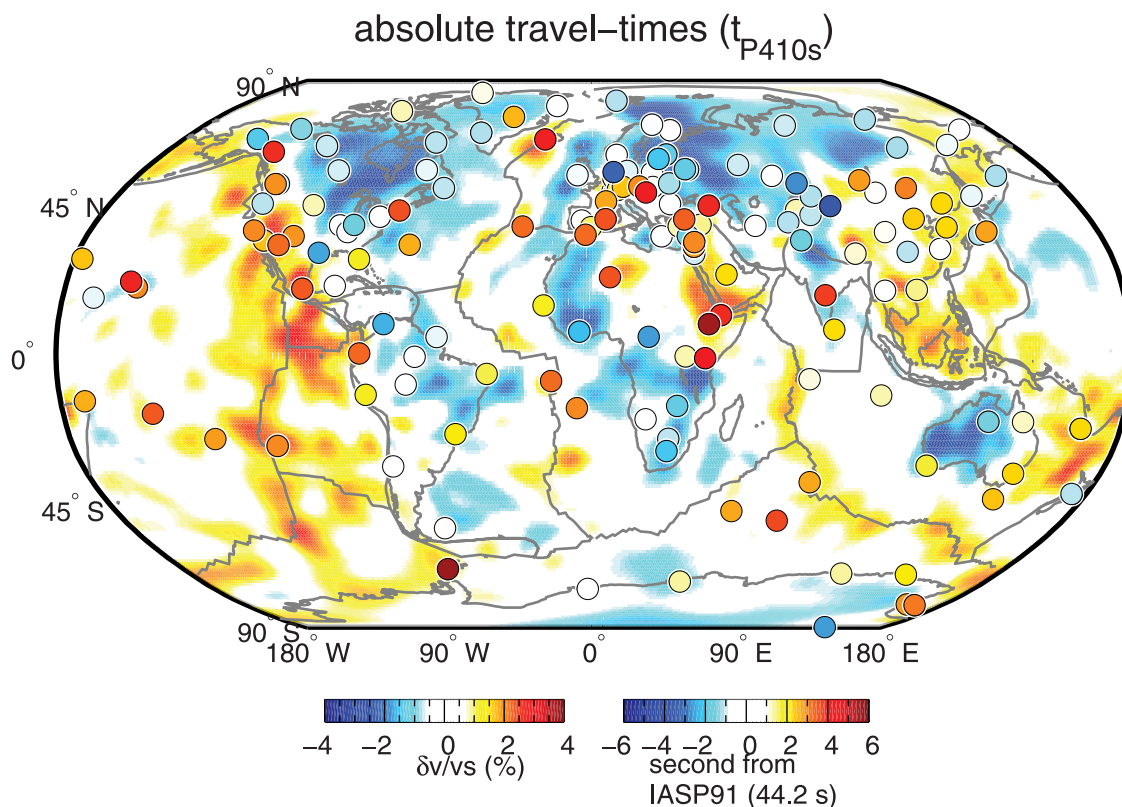 absolute travel−times (tP410s)
90° N
45° N
0°
45° S
90° S
180° W 90° W 0 90° E 180° E
−4 −2 0 2 4 −6 −4 −2 0 2 4 6
δv/vs (%) second from
IASP91 (44.2 s)